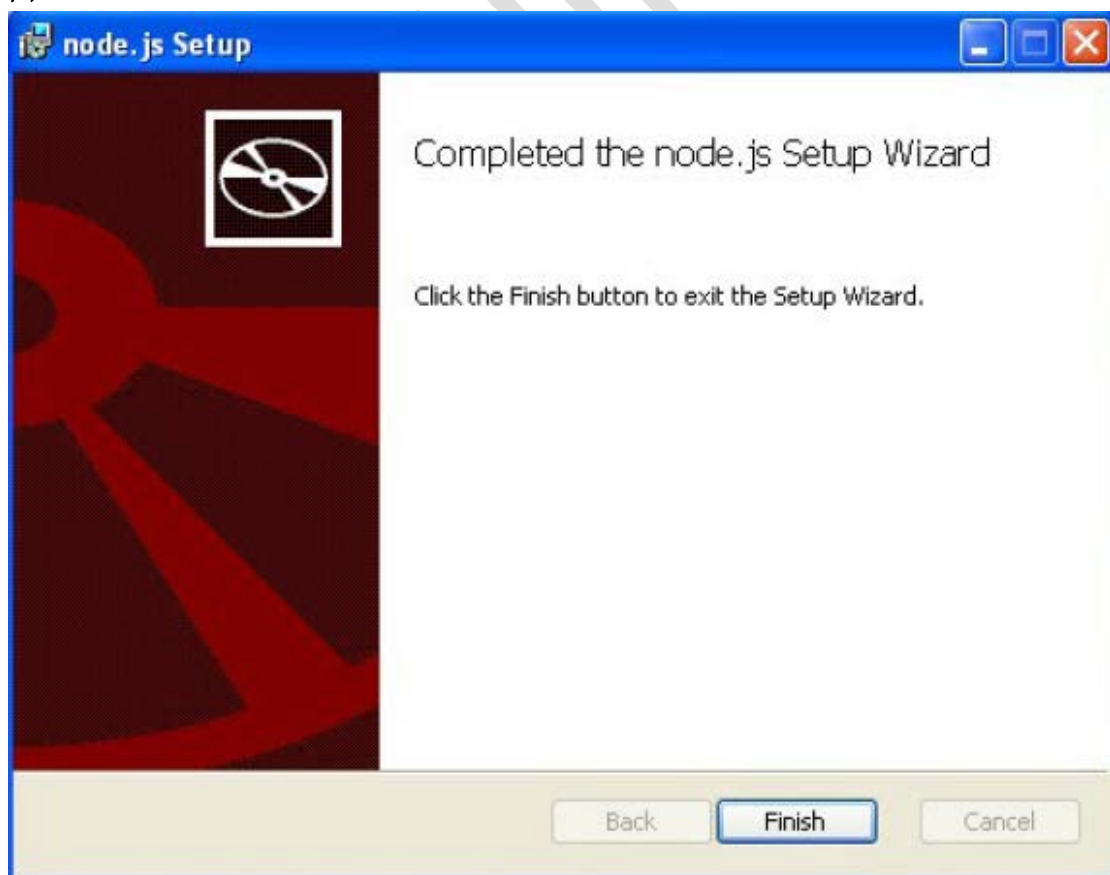 node.js Setup
Completed the node.js Setup Wizard
Click the Finish button to exit the Setup Wizard.
Back
Finish
Cancel